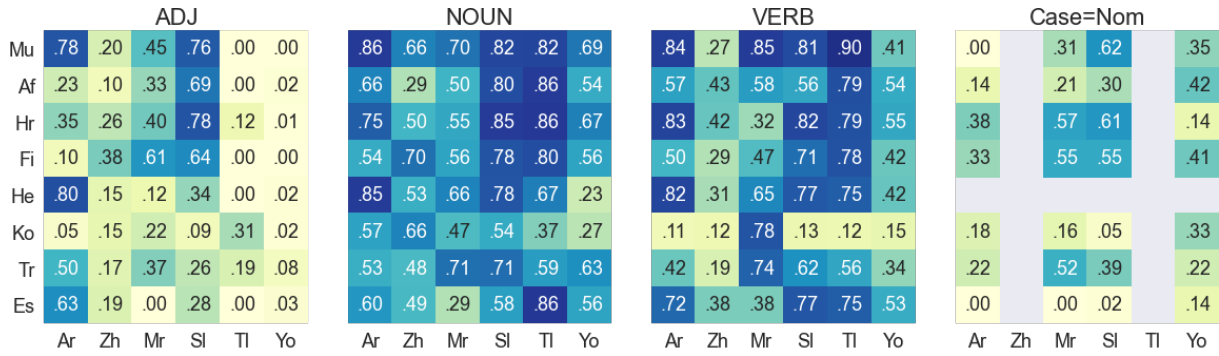 ADJ NOUN VERB Case=Nom
Mu .78 .20 .45 .76 .00 .00 .86 .66 .70 .82 .82 .69 .84 .27 .85 .81 .90 .41 .00 .31 .62 .35
Af .23 .10 .33 .69 .00 .02 .66 .29 .50 .80 .86 .54 .57 .43 .58 .56 .79 .54 .14 .21 .30 .42
Hr .35 .26 .40 .78 .12 .01 .75 .50 .55 .85 .86 .67 .83 .42 .32 .82 .79 .55 .38 .57 .61 .14
Fi .10 .38 .61 .64 .00 .00 .54 .70 .56 .78 .80 .56 .50 .29 .47 .71 .78 .42 .33 .55 .55 .41
He .80 .15 .12 .34 .00 .02 .85 .53 .66 .78 .67 .23 .82 .31 .65 .77 .75 .42
Ko .05 .15 .22 .09 .31 .02 .57 .66 .47 .54 .37 .27 .11 .12 .78 .13 .12 .15 .18 .16 .05 .33
Tr .50 .17 .37 .26 .19 .08 .53 .48 .71 .71 .59 .63 .42 .19 .74 .62 .56 .34 .22 .52 .39 .22
Es .63 .19 .00 .28 .00 .03 .60 .49 .29 .58 .86 .56 .72 .38 .38 .77 .75 .53 .00 .00 .02 .14
Ar Zh Mr Sl Tl Yo Ar Zh Mr Sl Tl Yo Ar Zh Mr Sl Tl Yo Ar Zh Mr Sl Tl Yo